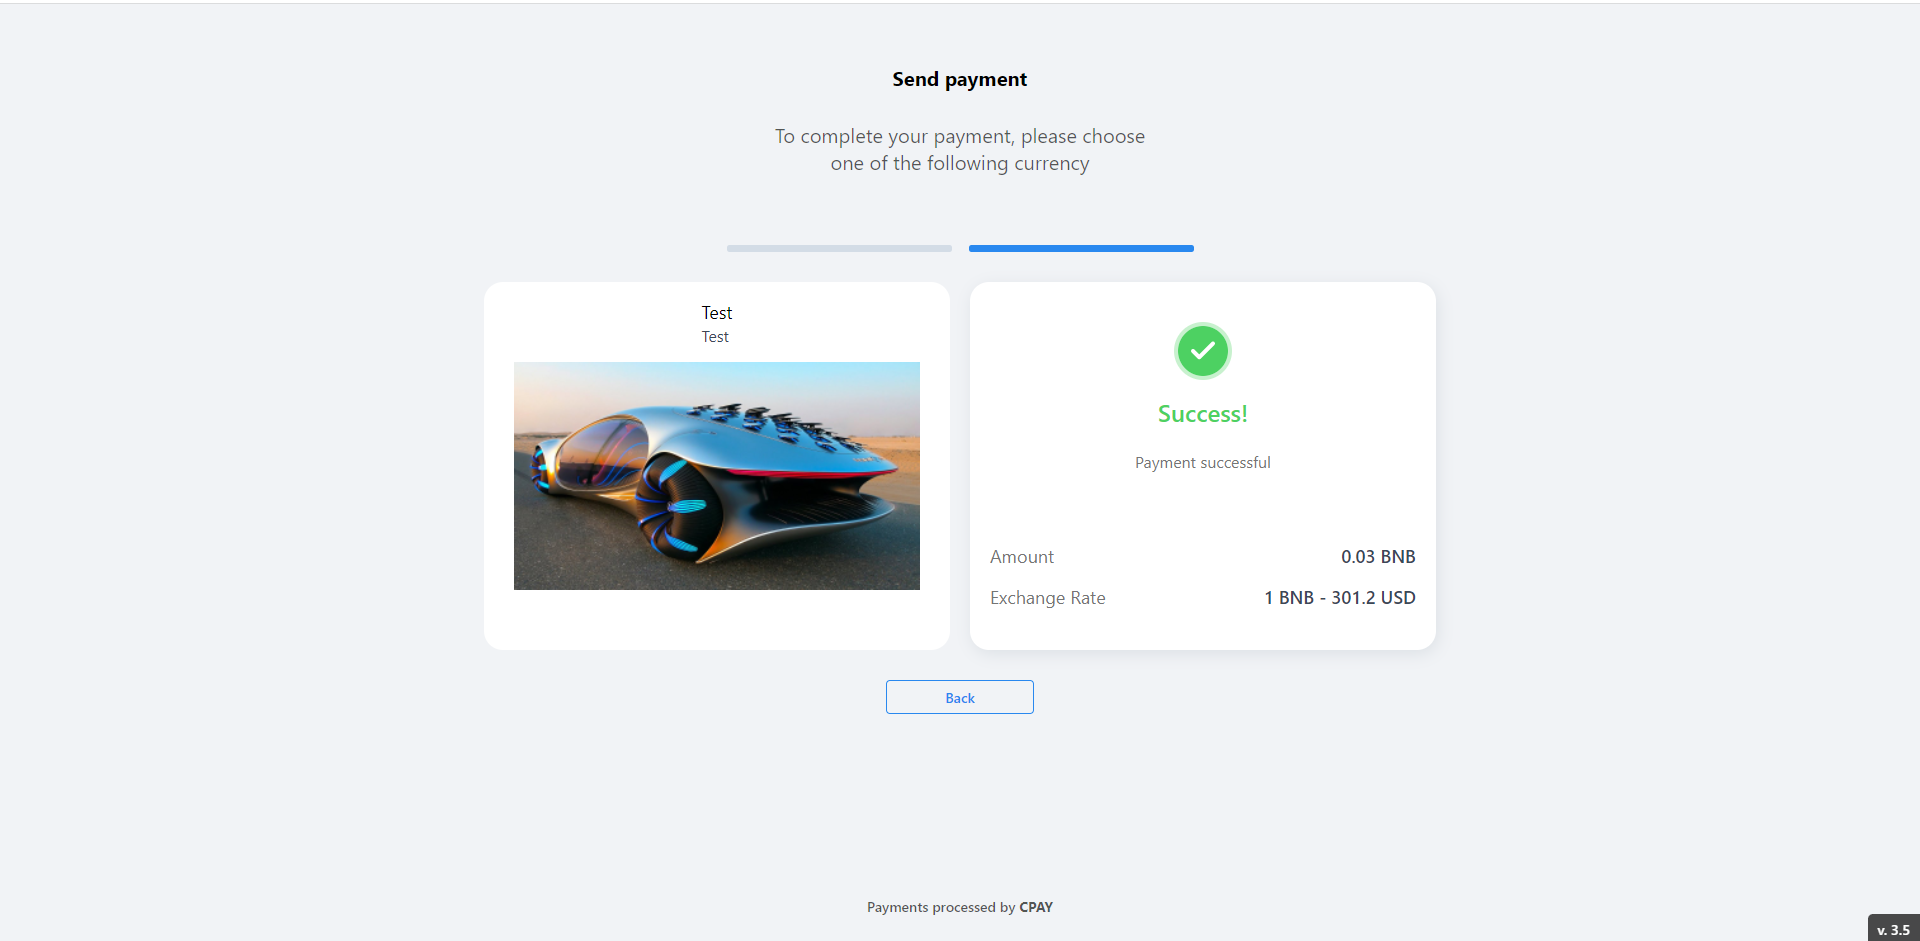 Send payment
To complete your payment, please choose
one of the following currency
Test
Test
Success!
Payment successful
Amount
0.03 BNB
Exchange Rate
1 BNB - 301.2 USD
Back
Payments processed by CPAY
v. 3.5